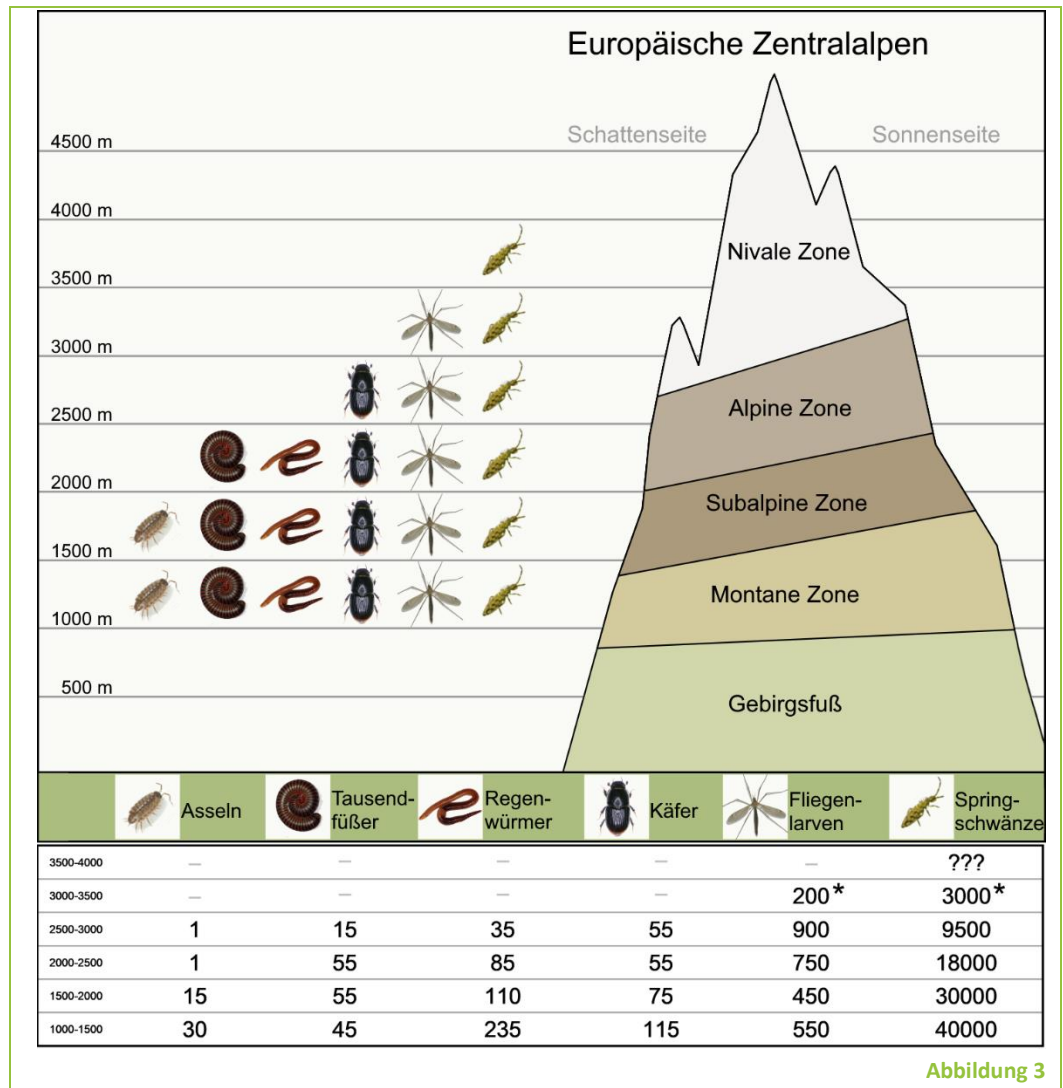 Europäische Zentralalpen
Schattenseite Sonnenseite
4500 m
4000 m
Nivale Zone
3500 m
3000 m
Alpine Zone
2500 m
Subalpine Zone
2000 m
1500 m
Montane Zone
1000 m
500 m
Gebirgsfuß
Asseln
Tausend-
füßer
Regen-
würmer
Käfer
Fliegen-
larven
Spring-
schwänze
3500-4000 – – – – – ???
3000-3500 – – – – 200* 3000*
2500-3000 1 15 35 55 900 9500
2000-2500 1 55 85 55 750 18000
1500-2000 15 55 110 75 450 30000
1000-1500 30 45 235 115 550 40000
Abbildung 3